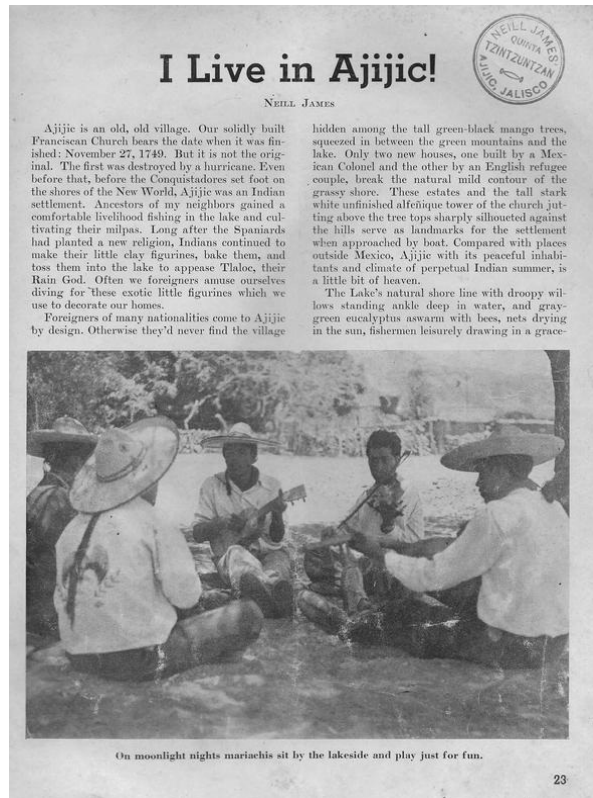 NEILL JAMES'
QUINTA
TZINTZUNTZAN
AJIJIC, JALISCO
I Live in Ajijic!
NEILL JAMES
Ajijic is an old, old village. Our solidly built
Franciscan Church bears the date when it was fin-
ished: November 27, 1749. But it is not the orig-
inal. The first was destroyed by a hurricane. Even
before that, before the Conquistadores set foot on
the shores of the New World, Ajijic was an Indian
settlement. Ancestors of my neighbors gained a
comfortable livelihood fishing in the lake and cul-
tivating their milpas. Long after the Spaniards
had planted a new religion, Indians continued to
make their little clay figurines, bake them, and
toss them into the lake to appease Tlaloc, their
Rain God. Often we foreigners amuse ourselves
diving for these exotic little figurines which we
use to decorate our homes.
Foreigners of many nationalities come to Ajijic
by design. Otherwise they'd never find the village
hidden among the tall green-black mango trees,
squeezed in between the green mountains and the
lake. Only two new houses, one built by a Mex-
ican Colonel and the other by an English refugee
couple, break the natural mild contour of the
grassy shore. These estates and the tall stark
white unfinished alfeñique tower of the church jut-
ting above the tree tops sharply silhoueted against
the hills serve as landmarks for the settlement
when approached by boat. Compared with places
outside Mexico, Ajijic with its peaceful inhabi-
tants and climate of perpetual Indian summer, is
a little bit of heaven.
The Lake's natural shore line with droopy wil-
lows standing ankle deep in water, and gray-
green eucalyptus aswarm with bees, nets drying
in the sun, fishermen leisurely drawing in a grace-
On moonlight nights mariachis sit by the lakeside and play just for fun.
23